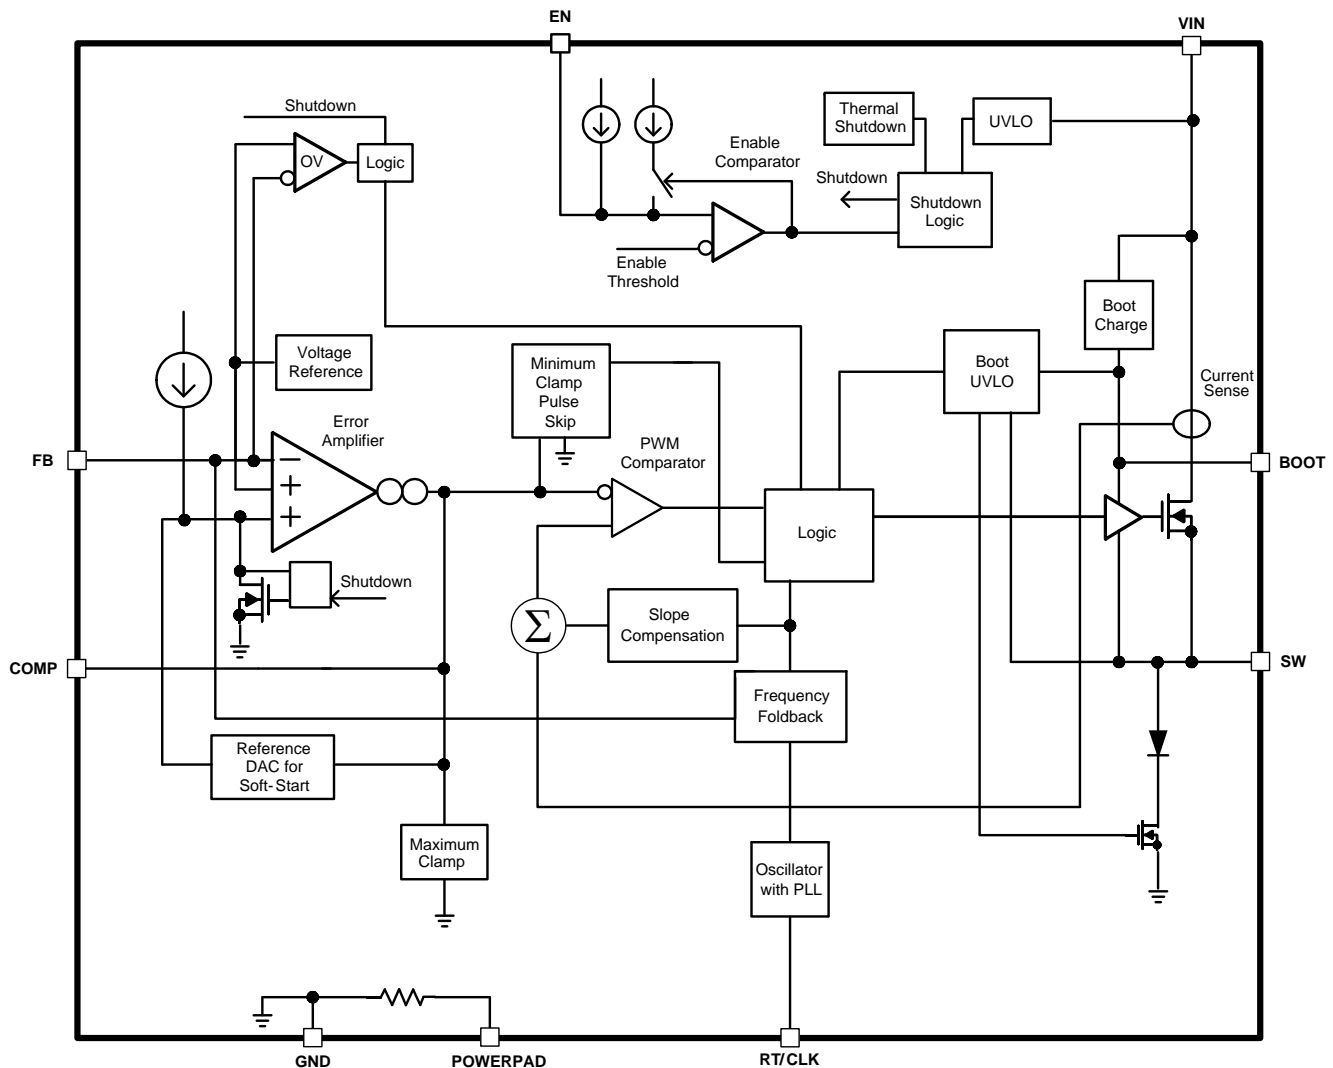 EN
VIN
Shutdown
OV
Logic
Enable
Comparator
Thermal
Shutdown
UVLO
Shutdown
Shutdown
Logic
Enable
Threshold
Boot
Charge
Voltage
Reference
Minimum
Clamp
Pulse
Skip
Boot
UVLO
Current
Sense
Error
Amplifier
FB
−
+
+
PWM
Comparator
BOOT
Logic
Shutdown
Σ
Slope
Compensation
COMP
SW
Frequency
Foldback
Reference
DAC for
Soft-Start
Maximum
Clamp
Oscillator
with PLL
GND
POWERPAD
RT/CLK